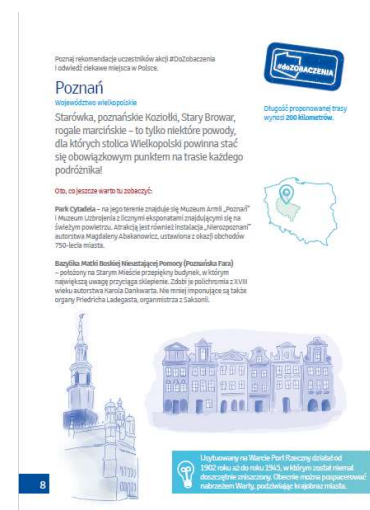 Poznaj rekomendacje uczestników akcji #DoZobaczenia
i odwiedź ciekawe miejsca w Polsce.
Poznań
Województwo wielkopolskie
Starówka, poznańskie Koziołki, Stary Browar,
rogale marcińskie – to tylko niektóre powody,
dla których stolica Wielkopolski powinna stać
się obowiązkowym punktem na trasie każdego
podróżnika!
#doZOBACZENIA
Długość proponowanej trasy
wynosi 200 kilometrów.
Oto, co jeszcze warto tu zobaczyć:
Park Cytadela – na jego terenie znajduje się Muzeum Armii „Poznań”
i Muzeum Uzbrojenia z licznymi eksponatami znajdującymi się na
świeżym powietrzu. Atrakcją jest również instalacja „Nierozpoznani”
autorstwa Magdaleny Abakanowicz, ustawiona z okazji obchodów
750-lecia miasta.
Bazylika Matki Boskiej Nieustającej Pomocy (Poznańska Fara)
– położony na Starym Mieście przepiękny budynek, w którym
największą uwagę przyciąga sklepienie. Zdobi je polichromia z XVIII
wieku autorstwa Karola Dankwarta. Nie mniej imponujące są także
organy Friedricha Ladegasta, organmistrza z Saksonii.
Usytuowany na Warcie Port Rzeczny działał od
1902 roku aż do roku 1945, w którym został niemal
doszczętnie zniszczony. Obecnie można pospacerować
nabrzeżem Warty, podziwiając krajobraz miasta.
8